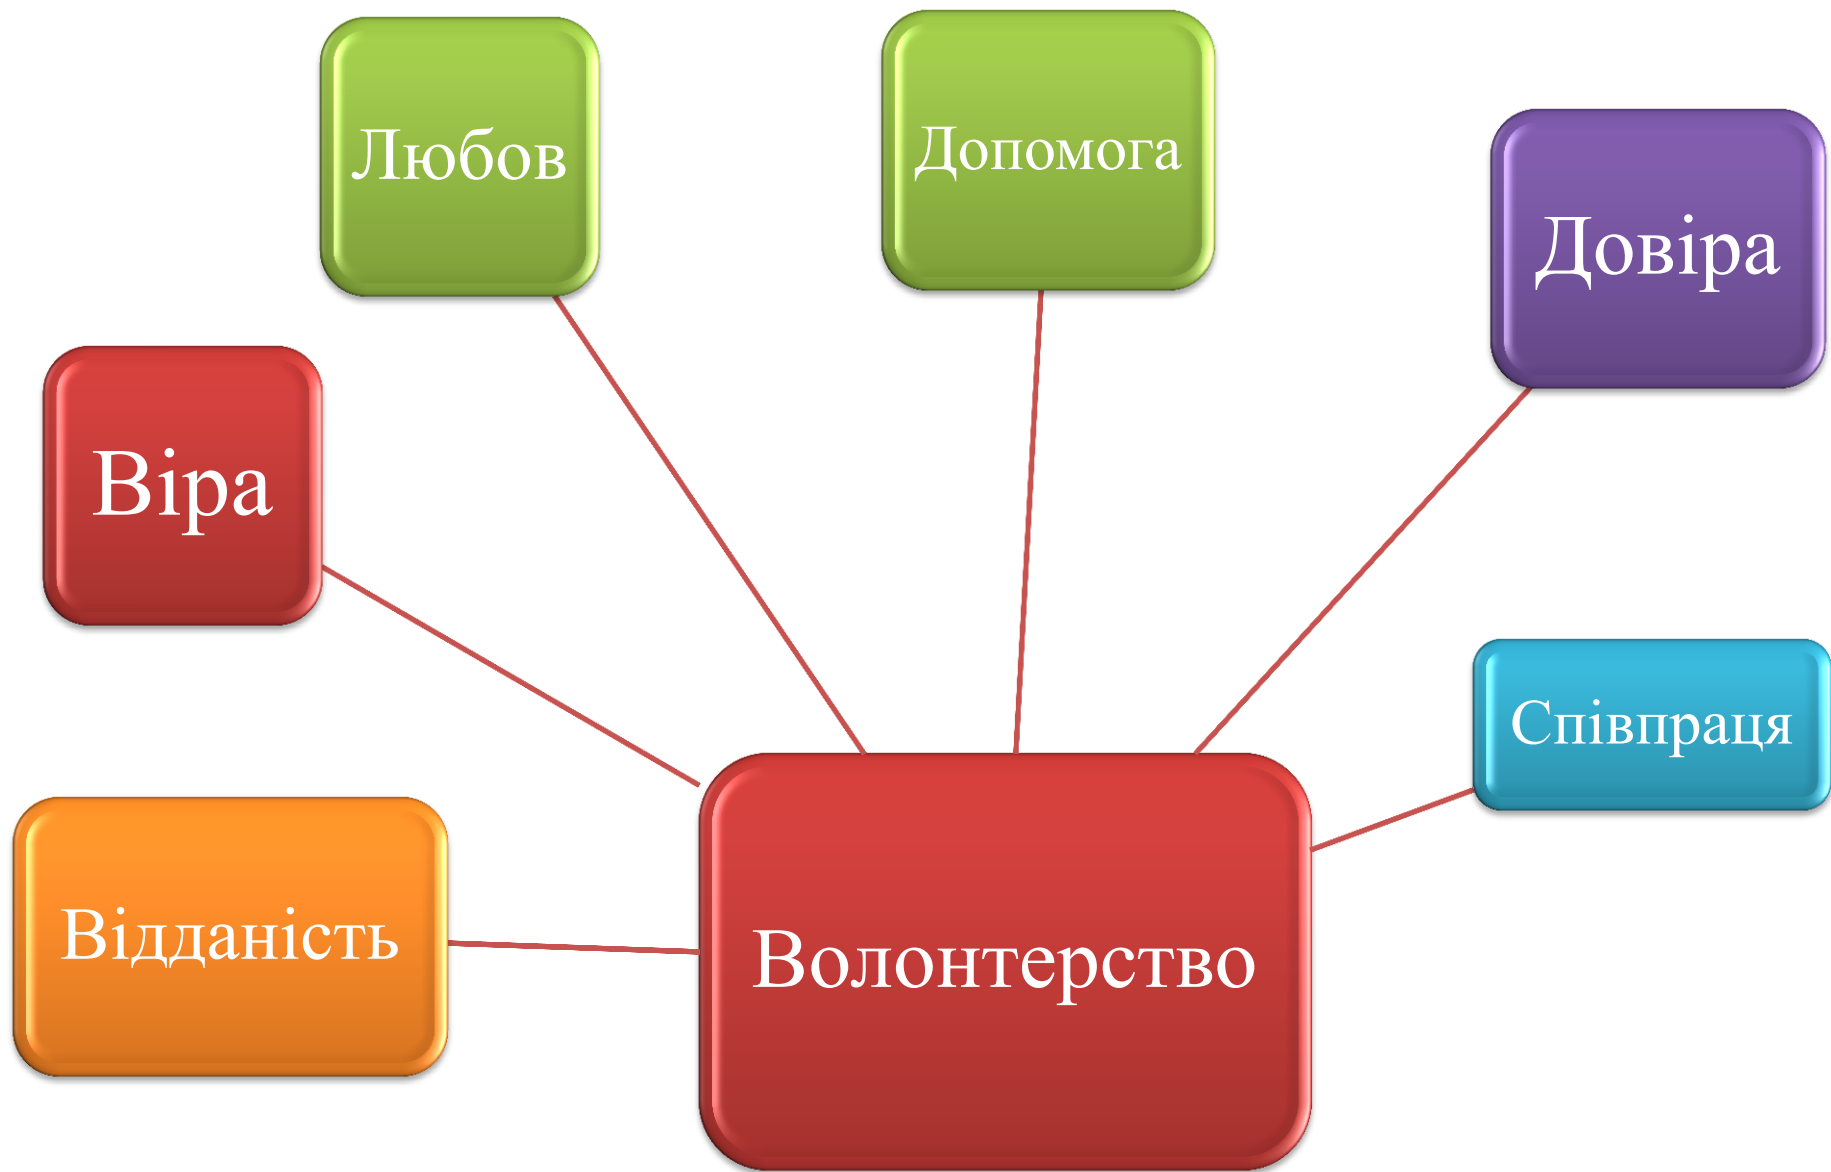 Любов
Допомога
Довіра
Віра
Співпраця
Відданість
Волонтерство